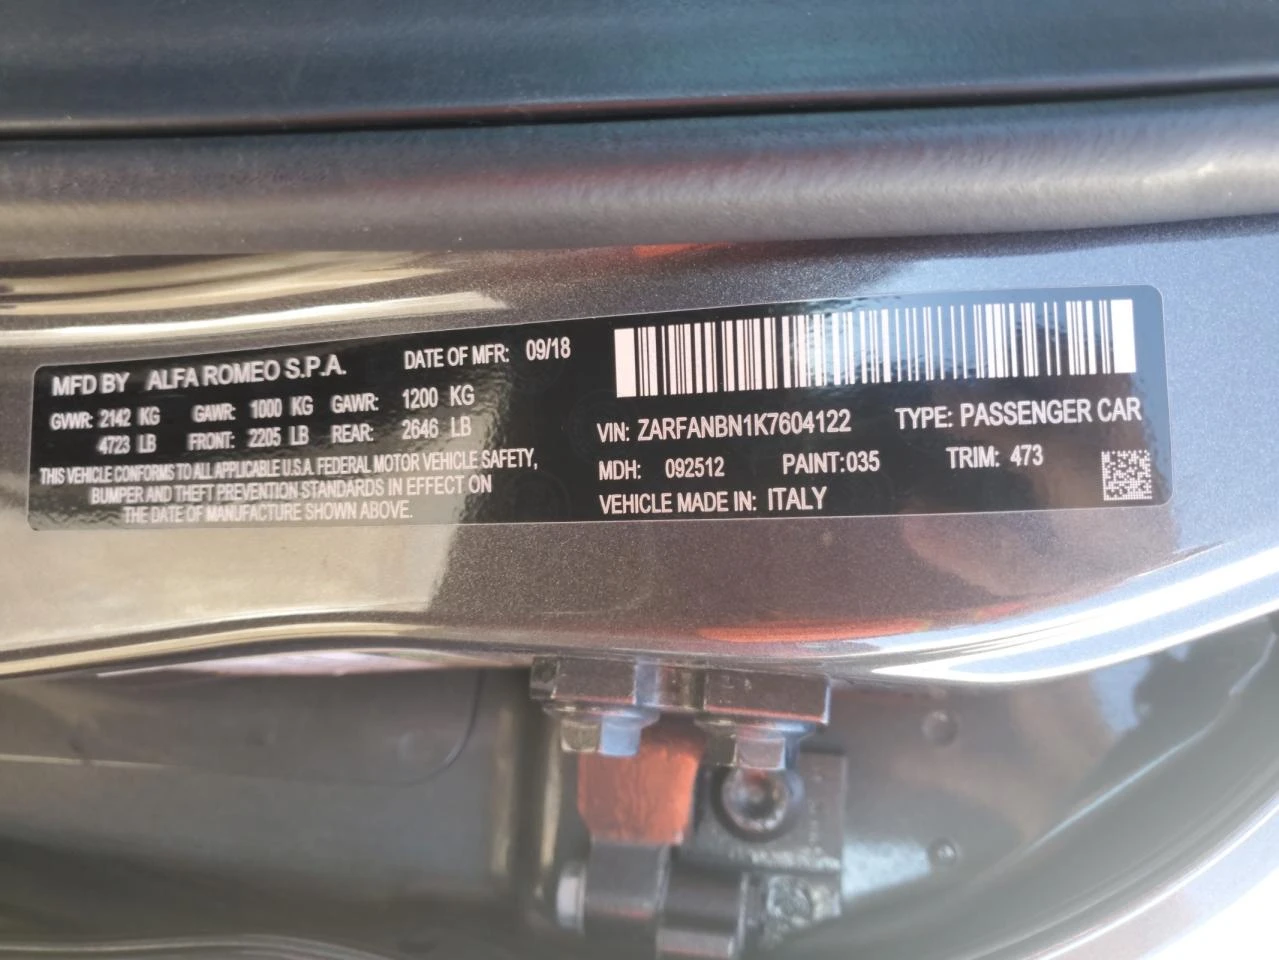 MFD BY ALFA ROMEO S.P.A. DATE OF MFR: 09/18
GVWR: 2142 KG GAWR: 1000 KG GAWR: 1200 KG
4723 LB FRONT: 2205 LB REAR: 2646 LB
THIS VEHICLE CONFORMS TO ALL APPLICABLE U.S.A. FEDERAL MOTOR VEHICLE SAFETY,
BUMPER AND THEFT PREVENTION STANDARDS IN EFFECT ON
THE DATE OF MANUFACTURE SHOWN ABOVE.
VIN: ZARFANBN1K7604122 TYPE: PASSENGER CAR
MDH: 092512 PAINT:035 TRIM: 473
VEHICLE MADE IN: ITALY